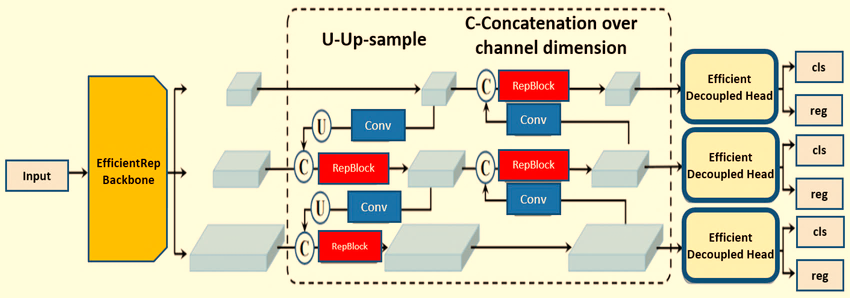 U-Up-sample
C-Concatenation over
channel dimension
Input
EfficientRep
Backbone
C
RepBlock
Conv
U
Conv
C
RepBlock
C
RepBlock
Conv
U
Conv
C
RepBlock
Efficient
Decoupled Head
cls
reg
Efficient
Decoupled Head
cls
reg
Efficient
Decoupled Head
cls
reg